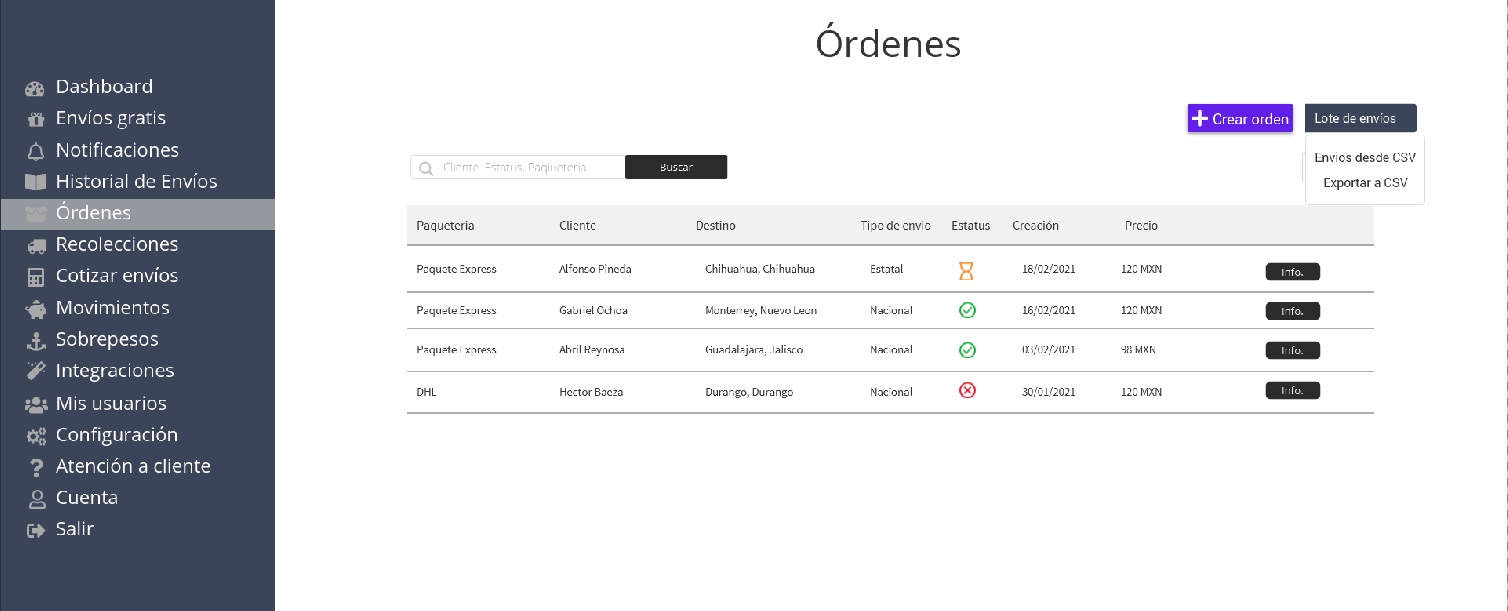 Órdenes
Dashboard
Envíos gratis
Notificaciones
Historial de Envíos
Órdenes
Recolecciones
Cotizar envíos
Movimientos
Sobrepesos
Integraciones
Mis usuarios
Configuración
Atención a cliente
Cuenta
Salir
Crear orden Lote de envíos
Envios desde CSV
Exportar a CSV
Cliente, Estatus, Paqiueteria Buscar
Paqueteria Cliente Destino Tipo de envio Estatus Creación Precio
Paquete Express Alfonso Pineda Chihuahua, Chihuahua Estatal 18/02/2021 120 MXN Info.
Paquete Express Gabriel Ochoa Monterrey, Nuevo Leon Nacional 16/02/2021 120 MXN Info.
Paquete Express Abril Reynosa Guadalajara, Jalisco Nacional 03/02/2021 98 MXN Info.
DHL Hector Baeza Durango, Durango Nacional 30/01/2021 120 MXN Info.